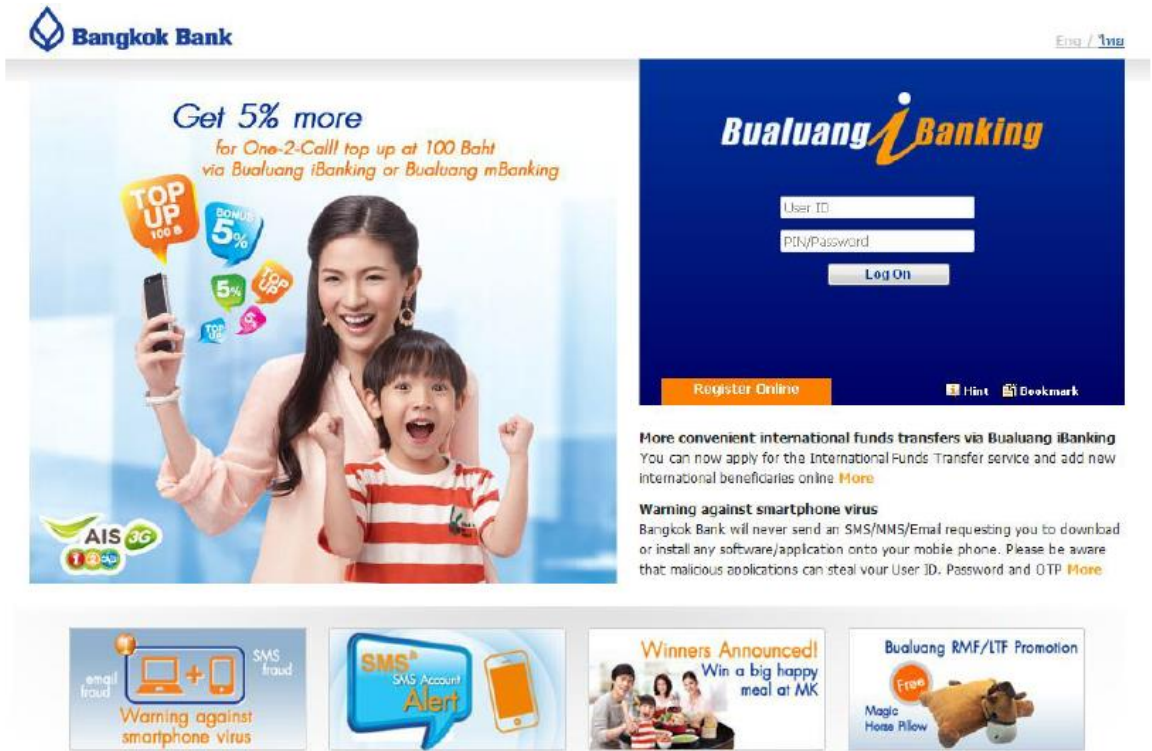 Bangkok Bank
Eng / ไทย
Get 5% more
for One-2-Call! top up at 100 Baht
via Bualuang iBanking or Bualuang mBanking
TOP
UP
100 B
BONUS
5%
5%
TOP
UP
TOP
UP
5%
AIS 3G
Bualuang iBanking
User ID
PIN/Password
Log On
Register Online
Hint
Bookmark
More convenient international funds transfers via Bualuang iBanking
You can now apply for the International Funds Transfer service and add new
international beneficiaries online More
Warning against smartphone virus
Bangkok Bank will never send an SMS/MMS/Email requesting you to download
or install any software/application onto your mobile phone. Please be aware
that malicious applications can steal your User ID, Password and OTP More
email
fraud
SMS
fraud
Warning against
smartphone virus
SMS
SMS Account
Alert
Winners Announced!
Win a big happy
meal at MK
Bualuang RMF/LTF Promotion
Free
Magic
Horse Pillow